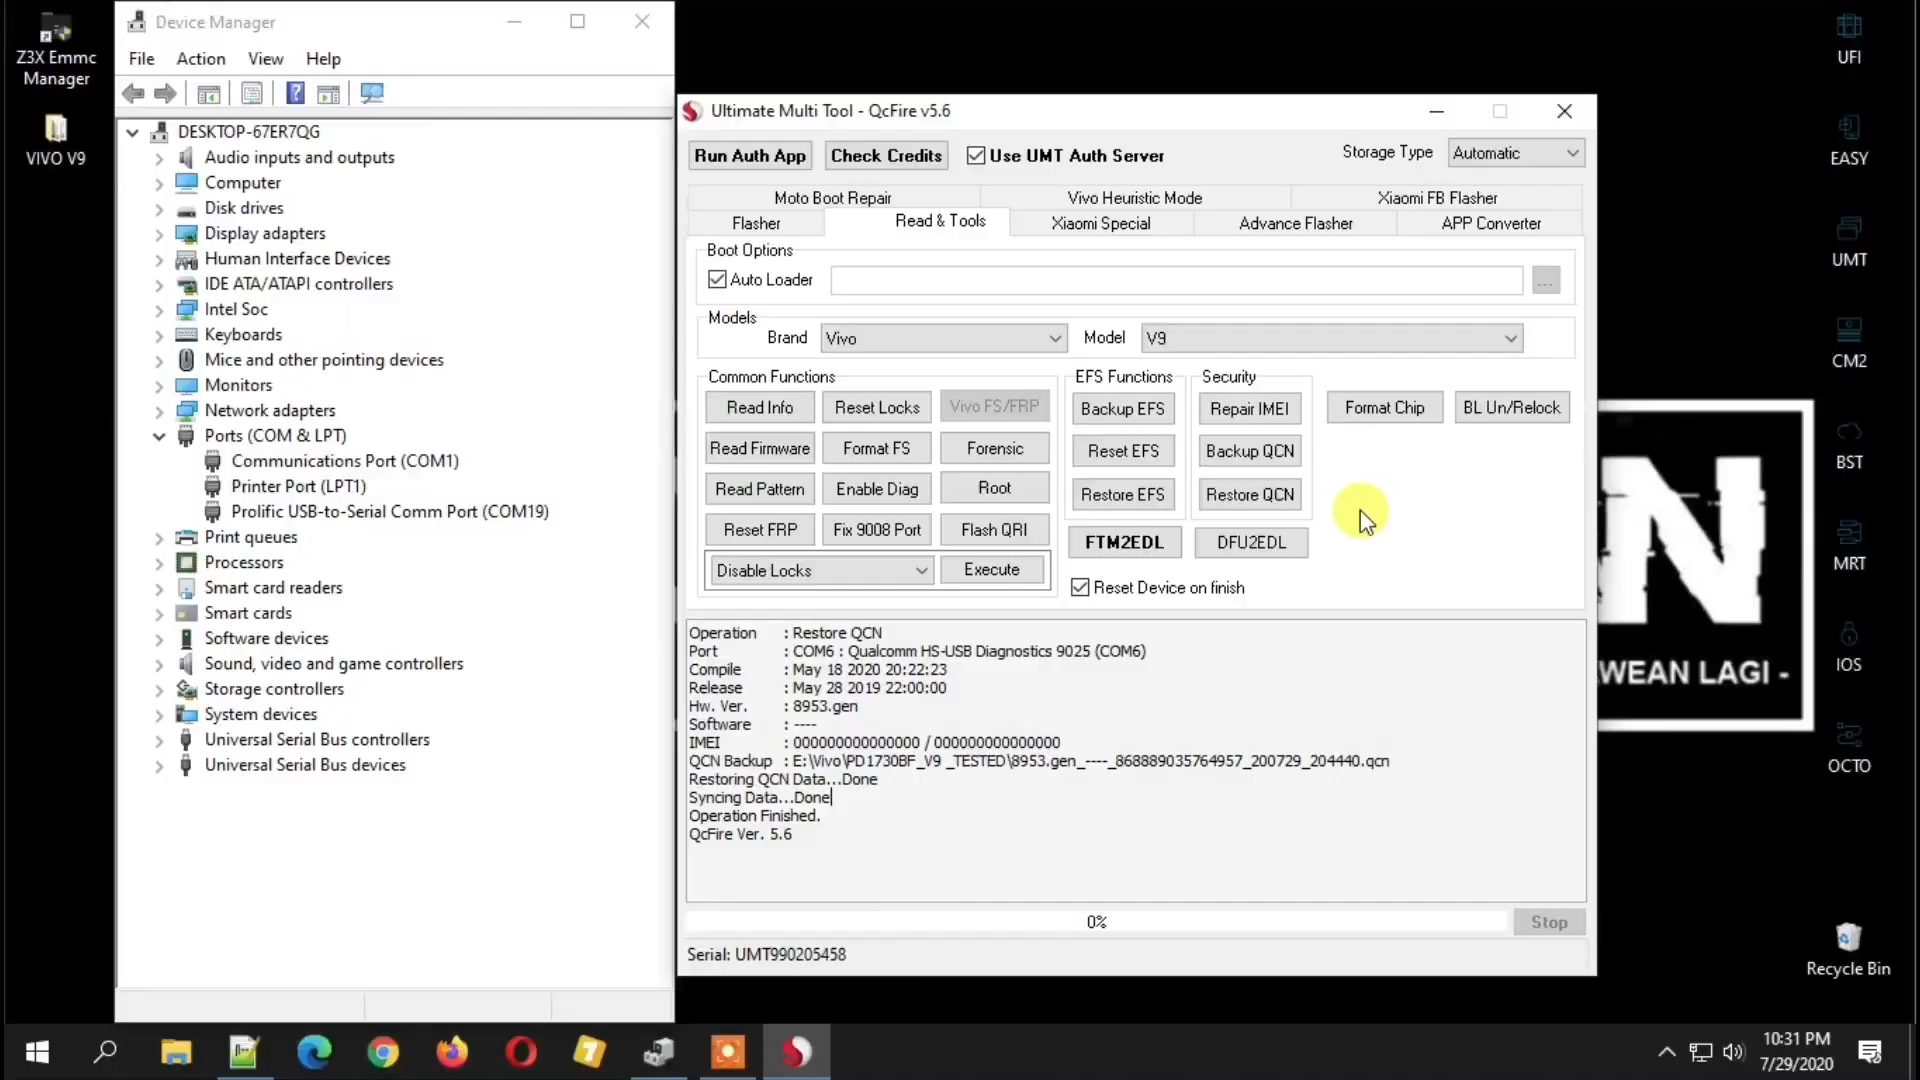 Z3X Emmc
Manager
VIVO V9
Device Manager
File Action View Help
DESKTOP-67ER7QG
Audio inputs and outputs
Computer
Disk drives
Display adapters
Human Interface Devices
IDE ATA/ATAPI controllers
Intel Soc
Keyboards
Mice and other pointing devices
Monitors
Network adapters
Ports (COM & LPT)
Communications Port (COM1)
Printer Port (LPT1)
Prolific USB-to-Serial Comm Port (COM19)
Print queues
Processors
Smart card readers
Smart cards
Software devices
Sound, video and game controllers
Storage controllers
System devices
Universal Serial Bus controllers
Universal Serial Bus devices
Ultimate Multi Tool - QcFire v5.6
Run Auth App Check Credits Use UMT Auth Server Storage Type Automatic
Moto Boot Repair Vivo Heuristic Mode Xiaomi FB Flasher
Flasher Read & Tools Xiaomi Special Advance Flasher APP Converter
Boot Options
Auto Loader ...
Models
Brand Vivo Model V9
Common Functions EFS Functions Security
Read Info Reset Locks Vivo FS/FRP Backup EFS Repair IMEI Format Chip BL Un/Relock
Read Firmware Format FS Forensic Reset EFS Backup QCN
Read Pattern Enable Diag Root Restore EFS Restore QCN
Reset FRP Fix 9008 Port Flash QRI FTM2EDL DFU2EDL
Disable Locks Execute Reset Device on finish
Operation : Restore QCN
Port : COM6 : Qualcomm HS-USB Diagnostics 9025 (COM6)
Compile : May 18 2020 20:22:23
Release : May 28 2019 22:00:00
Hw. Ver. : 8953.gen
Software : ----
IMEI : 000000000000000 / 000000000000000
QCN Backup : E:\Vivo\PD1730BF_V9 _TESTED\8953.gen_----_868889035764957_200729_204440.qcn
Restoring QCN Data...Done
Syncing Data...Done
Operation Finished.
QcFire Ver. 5.6
0% Stop
Serial: UMT990205458
N
WEAN LAGI -
UFI
EASY
UMT
CM2
BST
MRT
IOS
OCTO
Recycle Bin
10:31 PM
7/29/2020